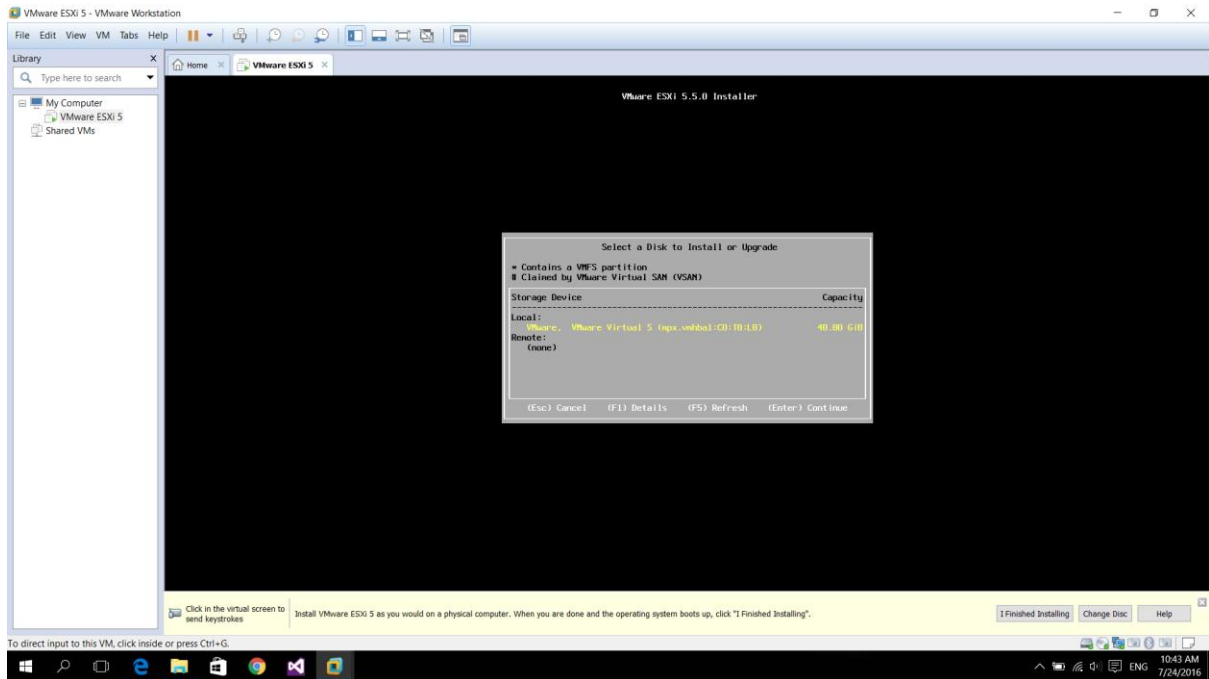 VMware ESXi 5 - VMware Workstation
File Edit View VM Tabs Help
Library x
Home × VMware ESXi 5 ×
Type here to search
My Computer
VMware ESXi 5
Shared VMs
VMware ESXi 5.5.0 Installer
Select a Disk to Install or Upgrade
* Contains a VMFS partition
# Claimed by VMware Virtual SAN (VSAN)
Storage Device Capacity
Local:
VMware, VMware Virtual S (mpx.vmhba1:C0:T0:L0) 40.00 GiB
Remote:
(none)
(Esc) Cancel (F1) Details (F5) Refresh (Enter) Continue
Click in the virtual screen to
send keystrokes
Install VMware ESXi 5 as you would on a physical computer. When you are done and the operating system boots up, click "I Finished Installing".
I Finished Installing Change Disc Help
To direct input to this VM, click inside or press Ctrl+G.
ENG
10:43 AM
7/24/2016